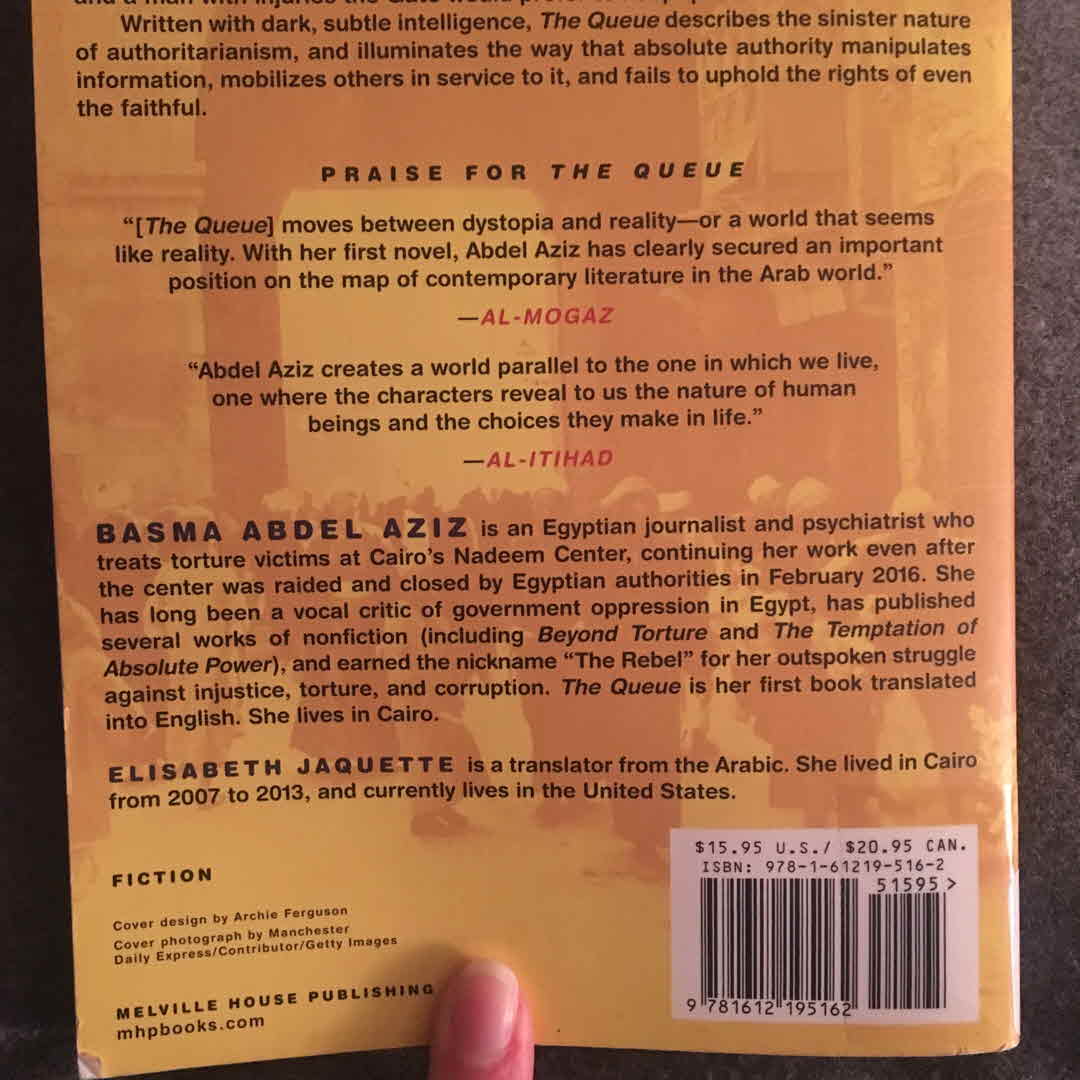 Written with dark, subtle intelligence, The Queue describes the sinister nature
of authoritarianism, and illuminates the way that absolute authority manipulates
information, mobilizes others in service to it, and fails to uphold the rights of even
the faithful.
PRAISE FOR THE QUEUE
“[The Queue] moves between dystopia and reality—or a world that seems
like reality. With her first novel, Abdel Aziz has clearly secured an important
position on the map of contemporary literature in the Arab world.”
—AL-MOGAZ
“Abdel Aziz creates a world parallel to the one in which we live,
one where the characters reveal to us the nature of human
beings and the choices they make in life.”
—AL-ITIHAD
BASMA ABDEL AZIZ is an Egyptian journalist and psychiatrist who
treats torture victims at Cairo’s Nadeem Center, continuing her work even after
the center was raided and closed by Egyptian authorities in February 2016. She
has long been a vocal critic of government oppression in Egypt, has published
several works of nonfiction (including Beyond Torture and The Temptation of
Absolute Power), and earned the nickname “The Rebel” for her outspoken struggle
against injustice, torture, and corruption. The Queue is her first book translated
into English. She lives in Cairo.
ELISABETH JAQUETTE is a translator from the Arabic. She lived in Cairo
from 2007 to 2013, and currently lives in the United States.
FICTION
Cover design by Archie Ferguson
Cover photograph by Manchester
Daily Express/Contributor/Getty Images
MELVILLE HOUSE PUBLISHING
mhpbooks.com
$15.95 U.S./ $20.95 CAN.
ISBN: 978-1-61219-516-2
51595>
9 781612 195162